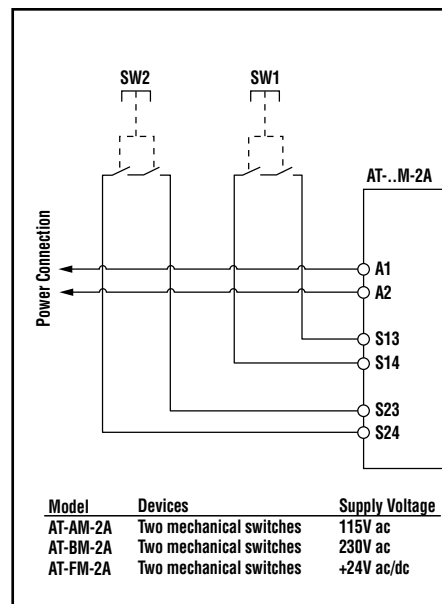 SW2 SW1
AT-..M-2A
Power Connection
A1
A2
S13
S14
S23
S24
Model Devices Supply Voltage
AT-AM-2A Two mechanical switches 115V ac
AT-BM-2A Two mechanical switches 230V ac
AT-FM-2A Two mechanical switches +24V ac/dc